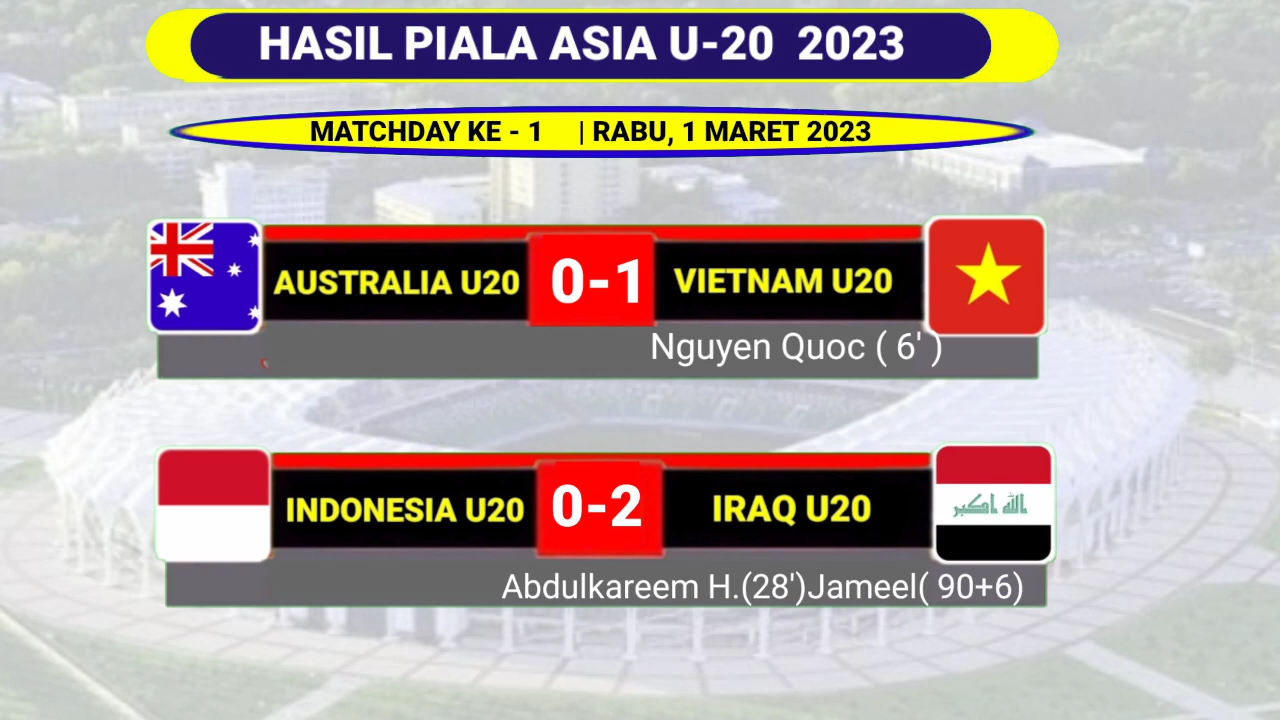 HASIL PIALA ASIA U-20 2023
MATCHDAY KE - 1 | RABU, 1 MARET 2023
AUSTRALIA U20 0-1 VIETNAM U20
Nguyen Quoc ( 6' )
INDONESIA U20 0-2 IRAQ U20
الله اكبر
Abdulkareem H.(28')Jameel( 90+6)